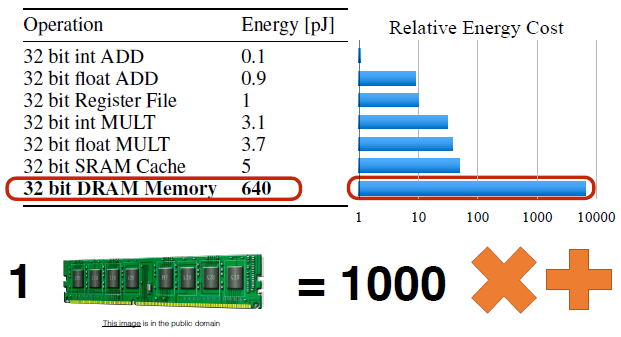 Operation Energy [pJ] Relative Energy Cost
32 bit int ADD 0.1
32 bit float ADD 0.9
32 bit Register File 1
32 bit int MULT 3.1
32 bit float MULT 3.7
32 bit SRAM Cache 5
32 bit DRAM Memory 640
1 10 100 1000 10000
1 = 1000
This image is in the public domain